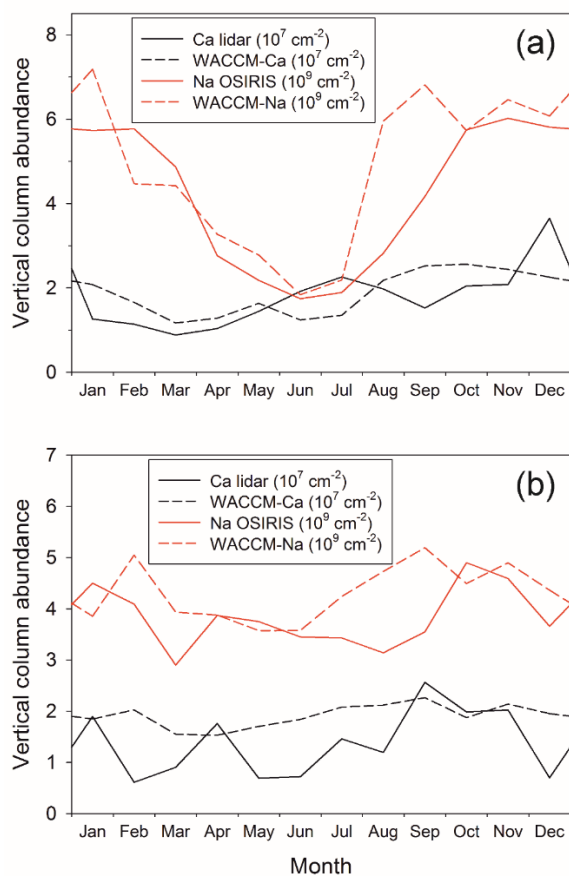 (a)
Ca lidar (10⁷ cm⁻²)
WACCM-Ca (10⁷ cm⁻²)
Na OSIRIS (10⁹ cm⁻²)
WACCM-Na (10⁹ cm⁻²)
Vertical column abundance
8
6
4
2
0
Jan Feb Mar Apr May Jun Jul Aug Sep Oct Nov Dec
(b)
Ca lidar (10⁷ cm⁻²)
WACCM-Ca (10⁷ cm⁻²)
Na OSIRIS (10⁹ cm⁻²)
WACCM-Na (10⁹ cm⁻²)
Vertical column abundance
7
6
5
4
3
2
1
0
Jan Feb Mar Apr May Jun Jul Aug Sep Oct Nov Dec
Month